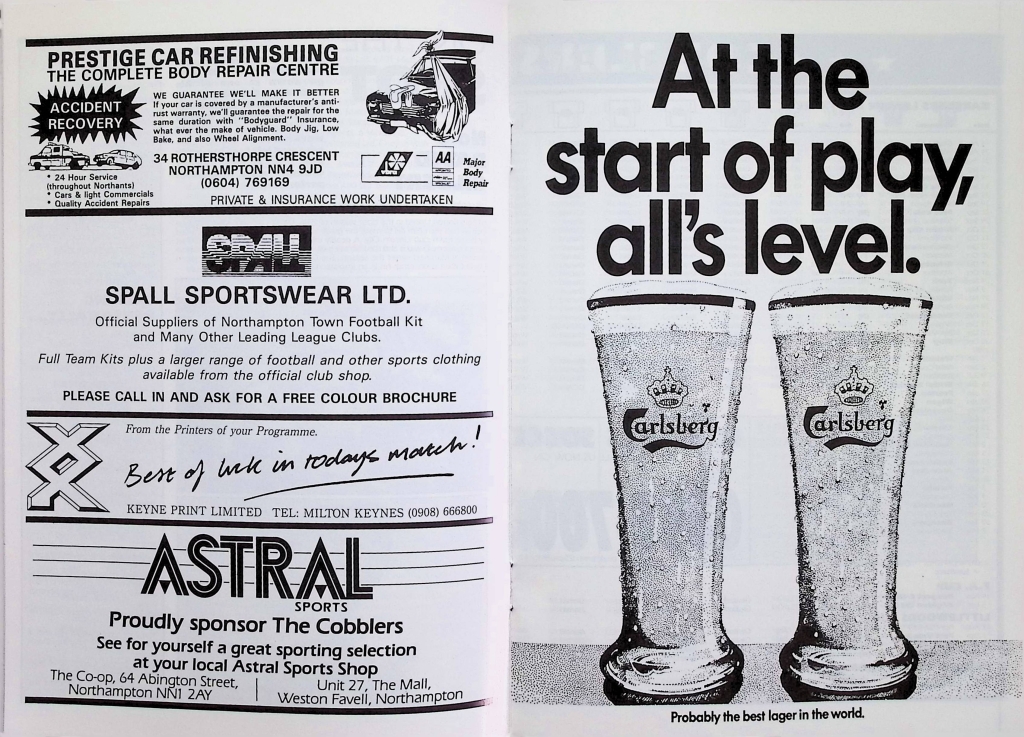 PRESTIGE CAR REFINISHING
THE COMPLETE BODY REPAIR CENTRE
ACCIDENT
RECOVERY
WE GUARANTEE WE'LL MAKE IT BETTER
If your car is covered by a manufacturer's anti-
rust warranty, we'll guarantee the repair for the
same duration with "Bodyguard" Insurance,
what ever the make of vehicle. Body Jig, Low
Bake, and also Wheel Alignment.
34 ROTHERSTHORPE CRESCENT
NORTHAMPTON NN4 9JD
(0604) 769169
* 24 Hour Service
(throughout Northants)
* Cars & light Commercials
* Quality Accident Repairs
AA
Major
Body
Repair
PRIVATE & INSURANCE WORK UNDERTAKEN
SPALL
SPALL SPORTSWEAR LTD.
Official Suppliers of Northampton Town Football Kit
and Many Other Leading League Clubs.
Full Team Kits plus a larger range of football and other sports clothing
available from the official club shop.
PLEASE CALL IN AND ASK FOR A FREE COLOUR BROCHURE
From the Printers of your Programme.
Best of luck in todays match!
KEYNE PRINT LIMITED TEL: MILTON KEYNES (0908) 666800
ASTRAL
SPORTS
Proudly sponsor The Cobblers
See for yourself a great sporting selection
at your local Astral Sports Shop
The Co-op, 64 Abington Street,
Northampton NN1 2AY
Unit 27, The Mall,
Weston Favell, Northampton
At the
start of play,
all's level.
Carlsberg
Carlsberg
Probably the best lager in the world.